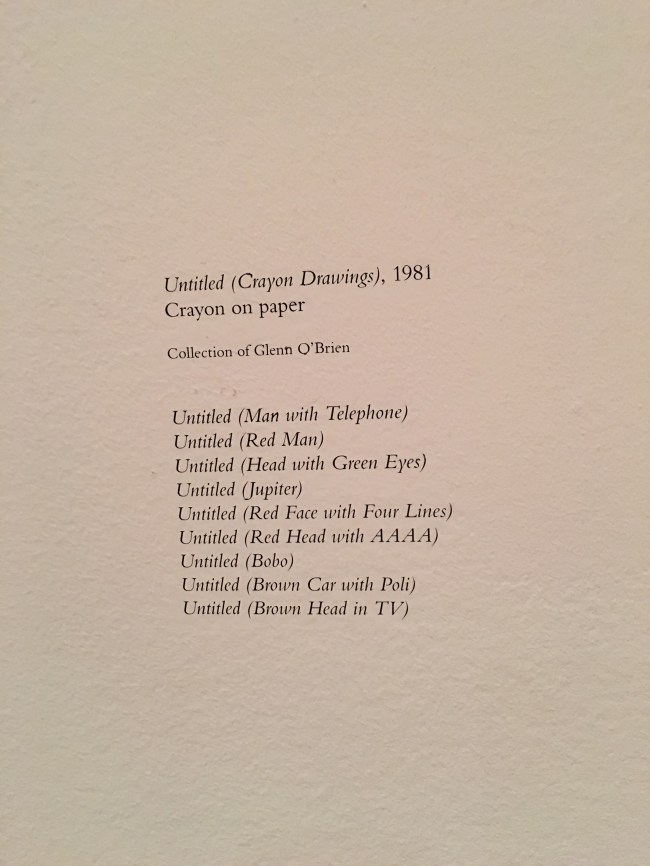 Untitled (Crayon Drawings), 1981
Crayon on paper
Collection of Glenn O'Brien
Untitled (Man with Telephone)
Untitled (Red Man)
Untitled (Head with Green Eyes)
Untitled (Jupiter)
Untitled (Red Face with Four Lines)
Untitled (Red Head with AAAA)
Untitled (Bobo)
Untitled (Brown Car with Poli)
Untitled (Brown Head in TV)